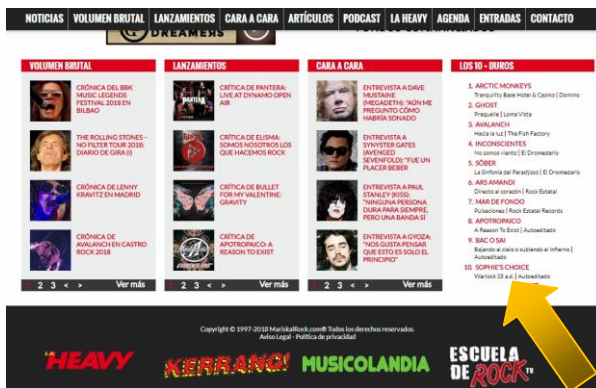 NOTICIAS VOLUMEN BRUTAL LANZAMIENTOS CARA A CARA ARTÍCULOS PODCAST LA HEAVY AGENDA ENTRADAS CONTACTO
DREAMERS
VOLUMEN BRUTAL
CRÓNICA DEL BBK
MUSIC LEGENDS
FESTIVAL 2018 EN
BILBAO
THE ROLLING STONES –
NO FILTER TOUR 2018:
DIARIO DE GIRA (I)
CRÓNICA DE LENNY
KRAVITZ EN MADRID
CRÓNICA DE
AVALANCH EN CASTRO
ROCK 2018
1 2 3 < > Ver más
LANZAMIENTOS
CRÍTICA DE PANTERA:
LIVE AT DYNAMO OPEN
AIR
PANTERA
CRÍTICA DE ELISMA:
SOMOS NOSOTROS LOS
QUE HACEMOS ROCK
CRÍTICA DE BULLET
FOR MY VALENTINE:
GRAVITY
CRÍTICA DE
APOTROPAICO: A
REASON TO EXIST
1 2 3 < > Ver más
CARA A CARA
ENTREVISTA A DAVE
MUSTAINE
(MEGADETH): "AÚN ME
PREGUNTO CÓMO
HABRÍA SONADO
ENTREVISTA A
SYNYSTER GATES
(AVENGED
SEVENFOLD): "FUE UN
PLACER BEBER
ENTREVISTA A PAUL
STANLEY (KISS):
"NINGUNA PERSONA
DURA PARA SIEMPRE,
PERO UNA BANDA SÍ
ENTREVISTA A GYOZA:
"NOS GUSTA PENSAR
QUE ESTO ES SOLO EL
PRINCIPIO"
1 2 3 < > Ver más
LOS 10 + DUROS
1. ARCTIC MONKEYS
Tranquility Base Hotel & Casino | Domino
2. GHOST
Prequelle | Loma Vista
3. AVALANCH
Hacia la luz | The Fish Factory
4. INCONSCIENTES
No somos viento | El Dromedario
5. SÔBER
La Sinfonía del Paradÿsso | El Dromedario
6. ARS AMANDI
Directo al corazón | Rock Estatal
7. MAR DE FONDO
Pulsaciones | Rock Estatal Records
8. APOTROPAICO
A Reason To Exist | Autoeditado
9. BAC O SAI
Bajando al cielo o subiendo al infierno |
Autoeditado
10. SOPHIE'S CHOICE
Warlock 33 a.d. | Autoeditado
Copyright © 1997-2018 MariskalRock.com® Todos los derechos reservados.
Aviso Legal - Política de privacidad
HEAVY
KERRANG!
MUSICOLANDIA
ESCUELA
DE ROCK TV